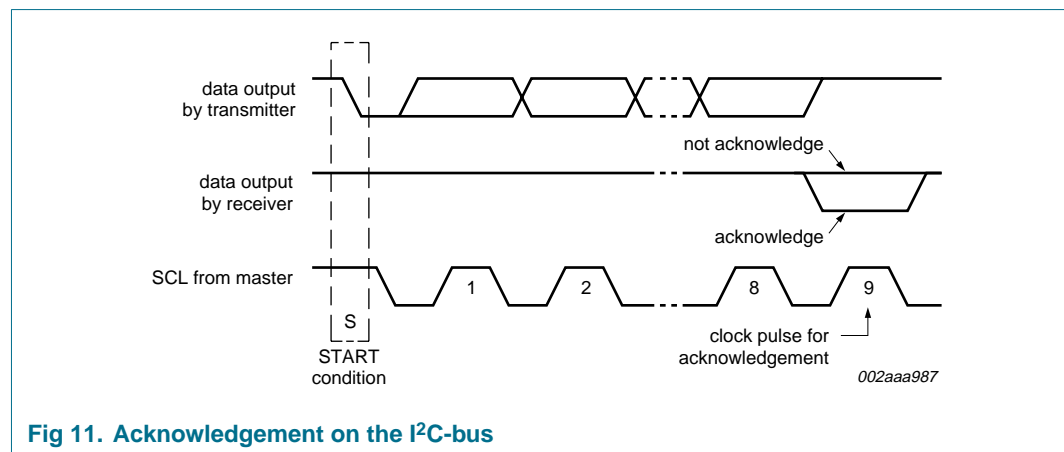 data output
by transmitter
not acknowledge
data output
by receiver
acknowledge
SCL from master
1
2
8
9
S
START
condition
clock pulse for
acknowledgement
002aaa987
Fig 11. Acknowledgement on the I²C-bus